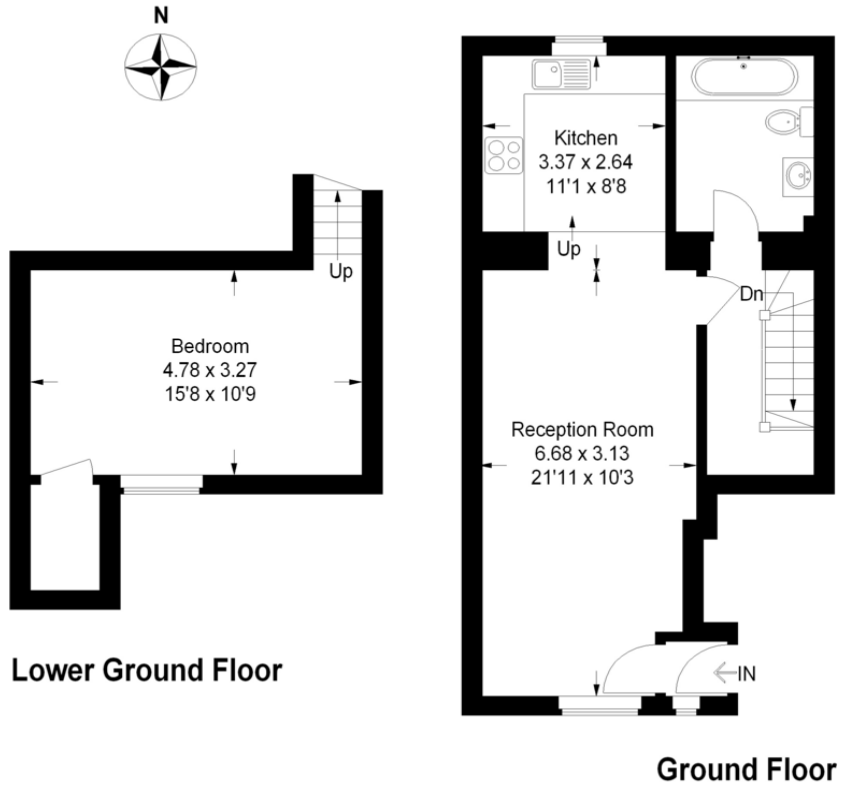 N
Up
Bedroom
4.78 x 3.27
15'8 x 10'9
Lower Ground Floor
Kitchen
3.37 x 2.64
11'1 x 8'8
Up
Dn
Reception Room
6.68 x 3.13
21'11 x 10'3
IN
Ground Floor